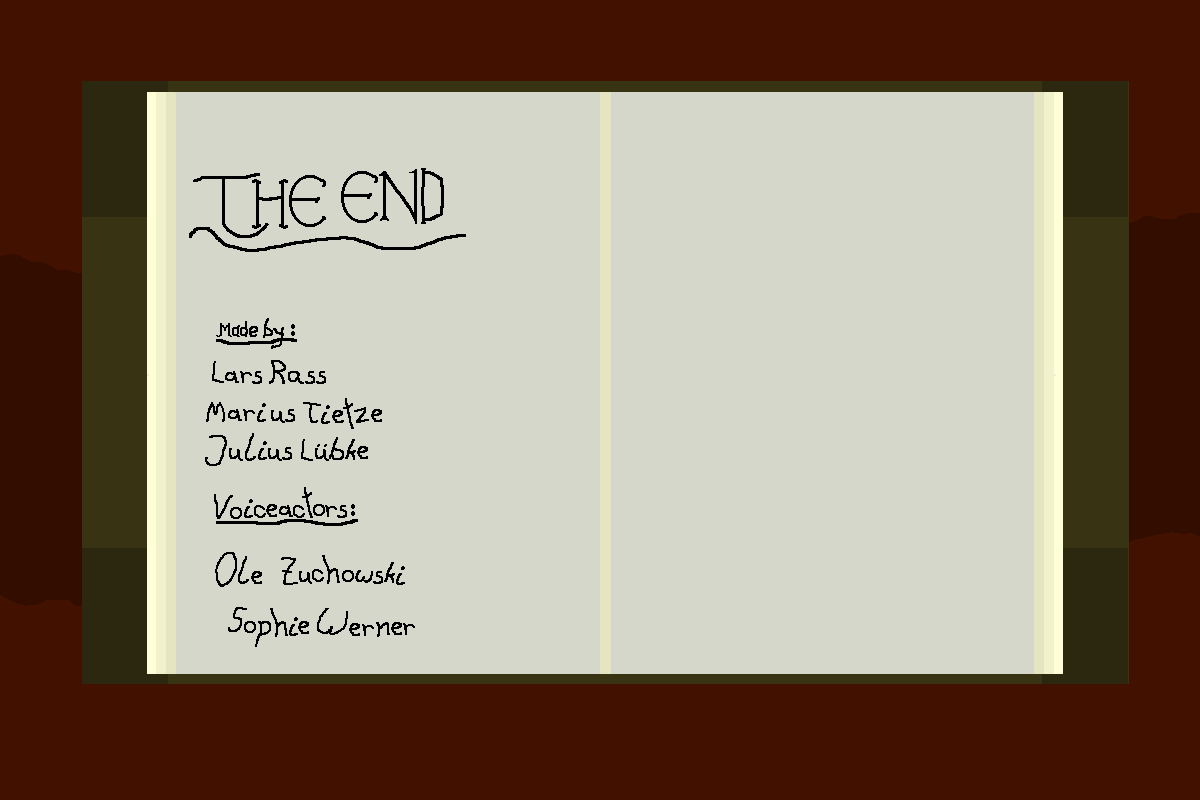 THE END
Made by:
Lars Rass
Marius Tietze
Julius Lübke
Voiceactors:
Ole Zuchowski
Sophie Werner